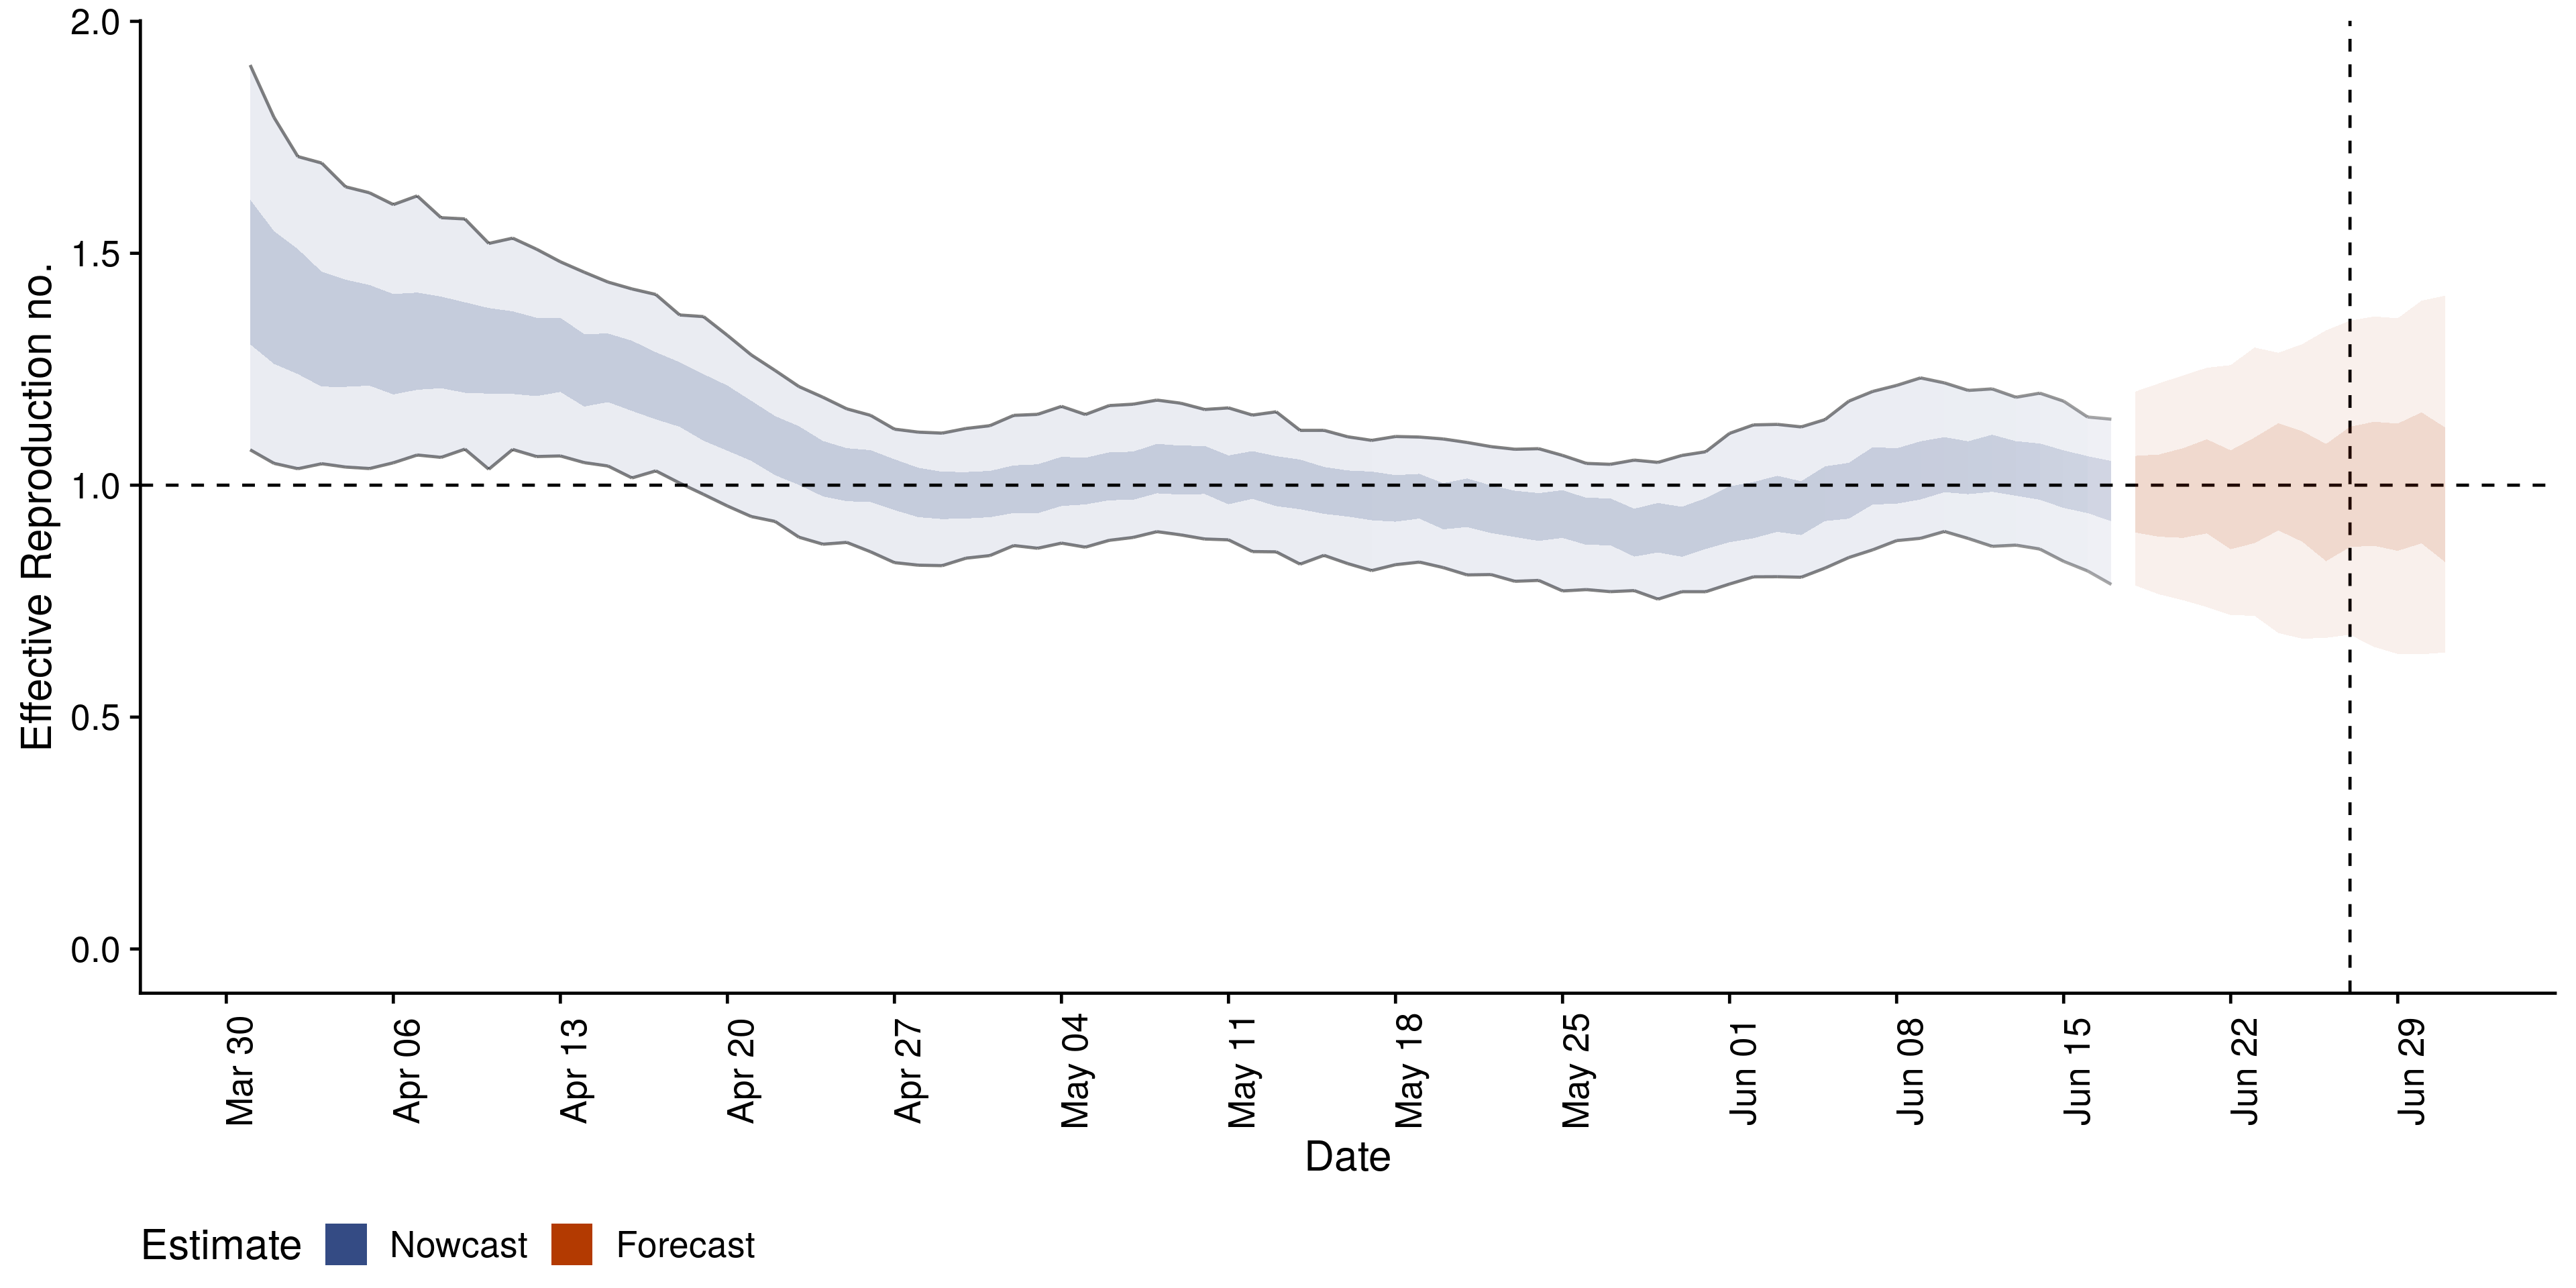 Effective Reproduction no.
2.0
1.5
1.0
0.5
0.0
Mar 30
Apr 06
Apr 13
Apr 20
Apr 27
May 04
May 11
May 18
May 25
Jun 01
Jun 08
Jun 15
Jun 22
Jun 29
Date
Estimate Nowcast Forecast